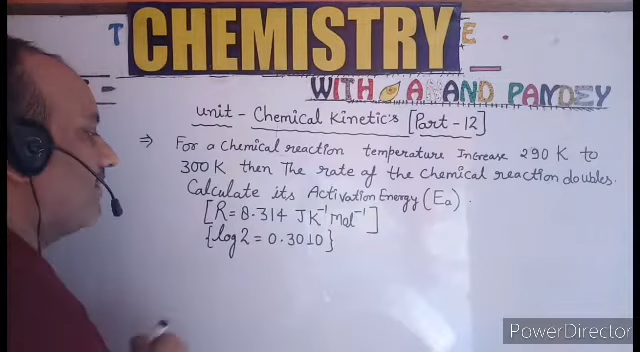 CHEMISTRY
WITH ANAND PANDEY
Unit - Chemical Kinetic's [Part-12]
⇒ For a Chemical reaction temperature Increase 290 K to
300 K then The rate of the Chemical reaction doubles.
Calculate its Activation Energy (Ea).
[R = 8.314 JK⁻¹ Mol⁻¹]
{log 2 = 0.3010}
PowerDirector